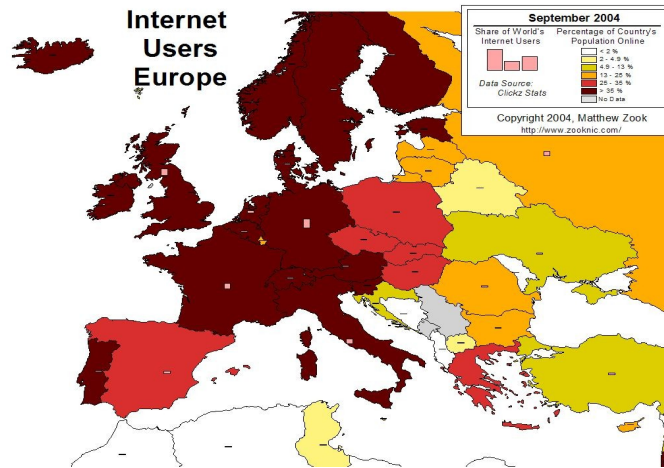 Internet
Users
Europe
September 2004
Share of World's
Internet Users
Percentage of Country's
Population Online
< 2 %
2 - 4.9 %
4.9 - 13 %
13 - 25 %
25 - 35 %
> 35 %
No Data
Data Source:
Clickz Stats
Copyright 2004, Matthew Zook
http://www.zooknic.com/